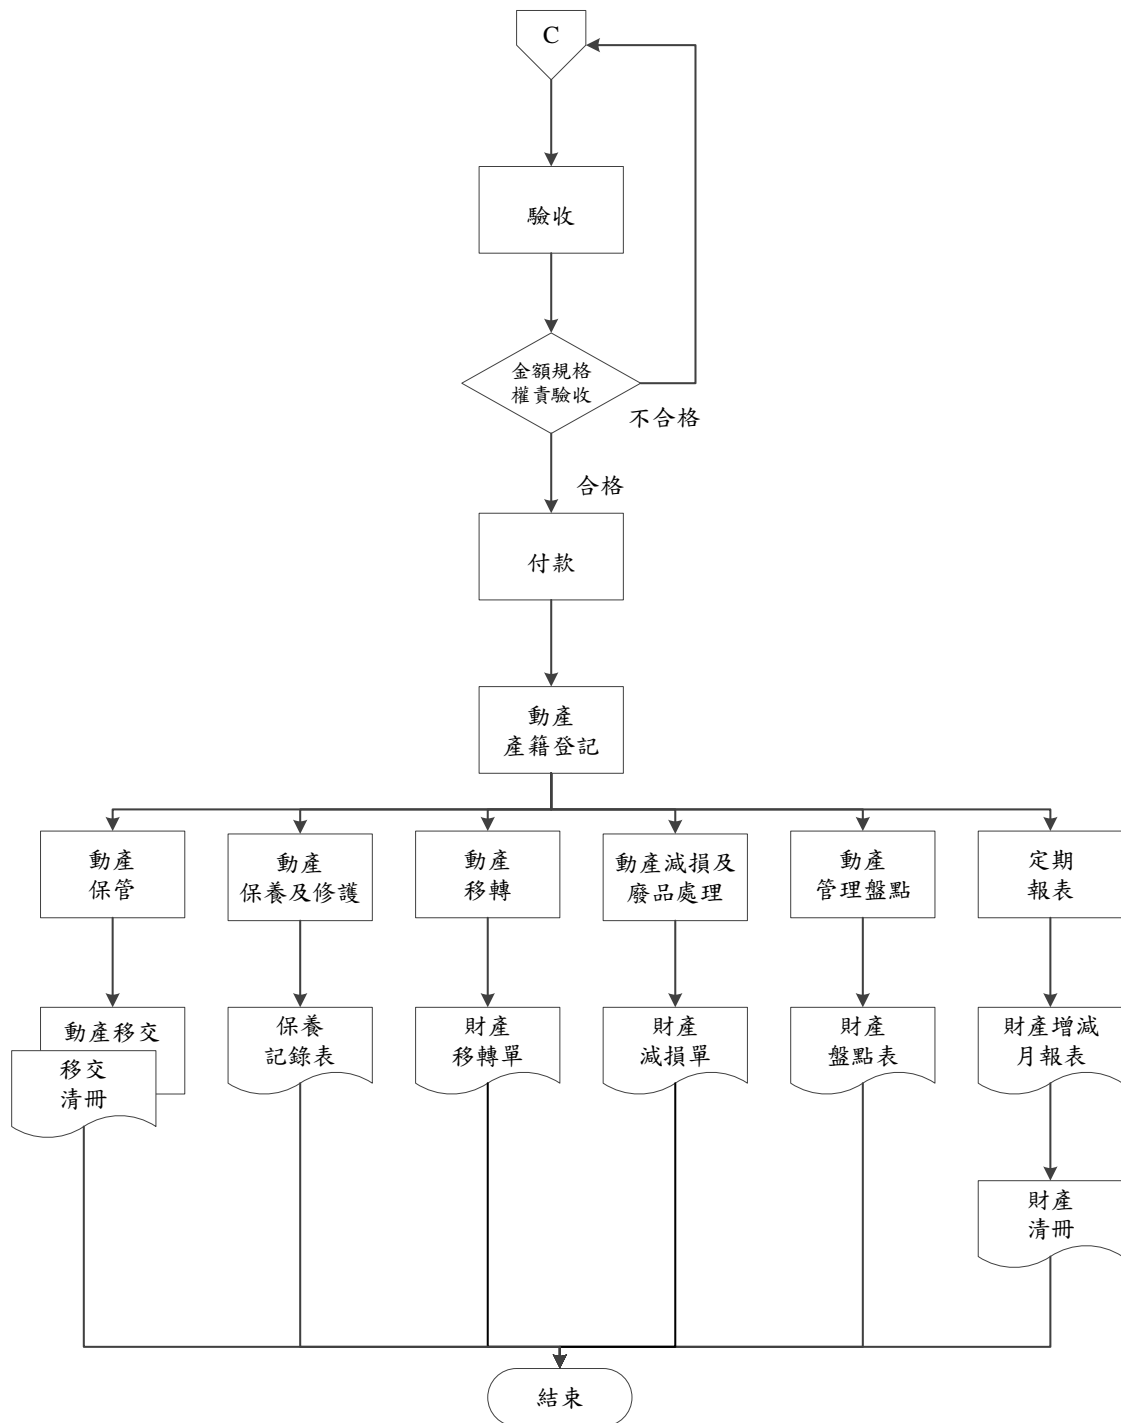 C
驗收
金額規格
權責驗收
不合格
合格
付款
動產
產籍登記
動產
保管
動產
保養及修護
動產
移轉
動產減損及
廢品處理
動產
管理盤點
定期
報表
動產移交
移交
清冊
保養
記錄表
財產
移轉單
財產
減損單
財產
盤點表
財產增減
月報表
財產
清冊
結束